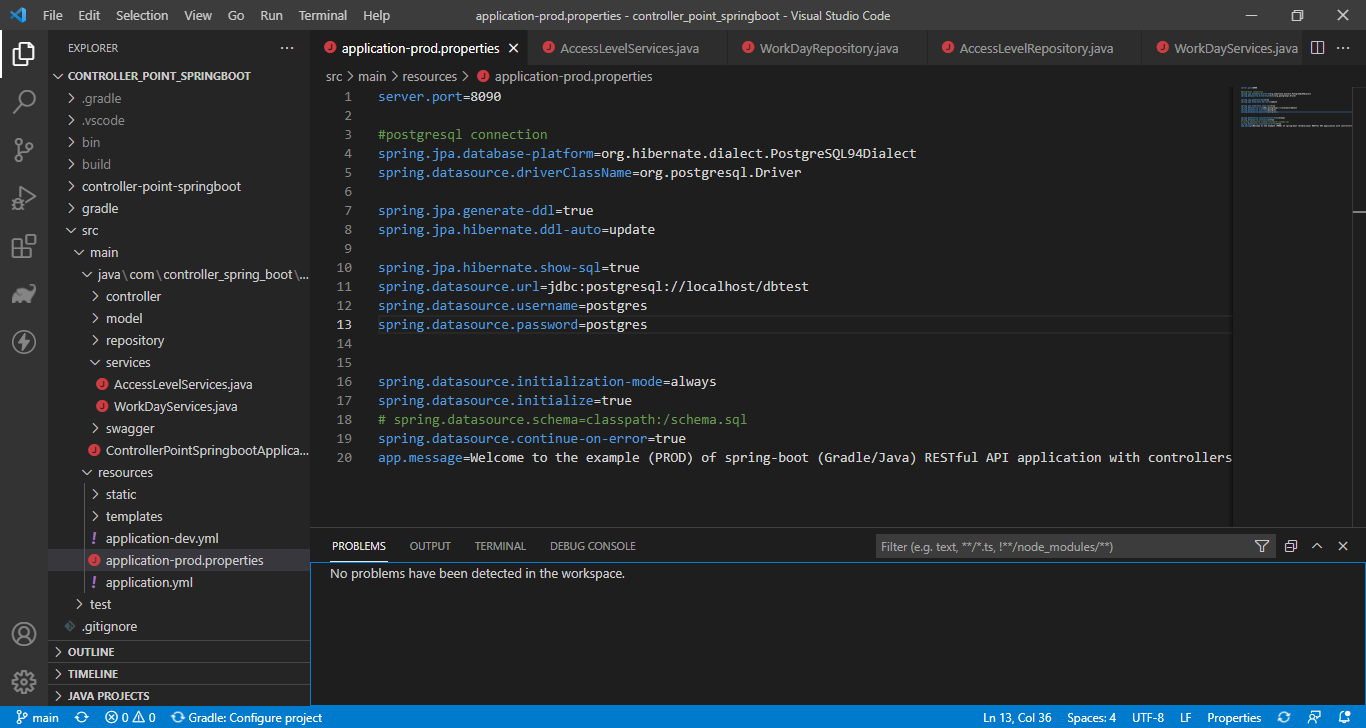 File Edit Selection View Go Run Terminal Help application-prod.properties - controller_point_springboot - Visual Studio Code
EXPLORER
CONTROLLER_POINT_SPRINGBOOT
.gradle
.vscode
bin
build
controller-point-springboot
gradle
src
main
java\com\controller_spring_boot\...
controller
model
repository
services
AccessLevelServices.java
WorkDayServices.java
swagger
ControllerPointSpringbootApplica...
resources
static
templates
! application-dev.yml
application-prod.properties
! application.yml
test
.gitignore
OUTLINE
TIMELINE
JAVA PROJECTS
application-prod.properties AccessLevelServices.java WorkDayRepository.java AccessLevelRepository.java WorkDayServices.java
src > main > resources > application-prod.properties
1 server.port=8090
2
3 #postgresql connection
4 spring.jpa.database-platform=org.hibernate.dialect.PostgreSQL94Dialect
5 spring.datasource.driverClassName=org.postgresql.Driver
6
7 spring.jpa.generate-ddl=true
8 spring.jpa.hibernate.ddl-auto=update
9
10 spring.jpa.hibernate.show-sql=true
11 spring.datasource.url=jdbc:postgresql://localhost/dbtest
12 spring.datasource.username=postgres
13 spring.datasource.password=postgres
14
15
16 spring.datasource.initialization-mode=always
17 spring.datasource.initialize=true
18 # spring.datasource.schema=classpath:/schema.sql
19 spring.datasource.continue-on-error=true
20 app.message=Welcome to the example (PROD) of spring-boot (Gradle/Java) RESTful API application with controllers
PROBLEMS OUTPUT TERMINAL DEBUG CONSOLE Filter (e.g. text, **/*.ts, !**/node_modules/**)
No problems have been detected in the workspace.
main 0 0 Gradle: Configure project Ln 13, Col 36 Spaces: 4 UTF-8 LF Properties